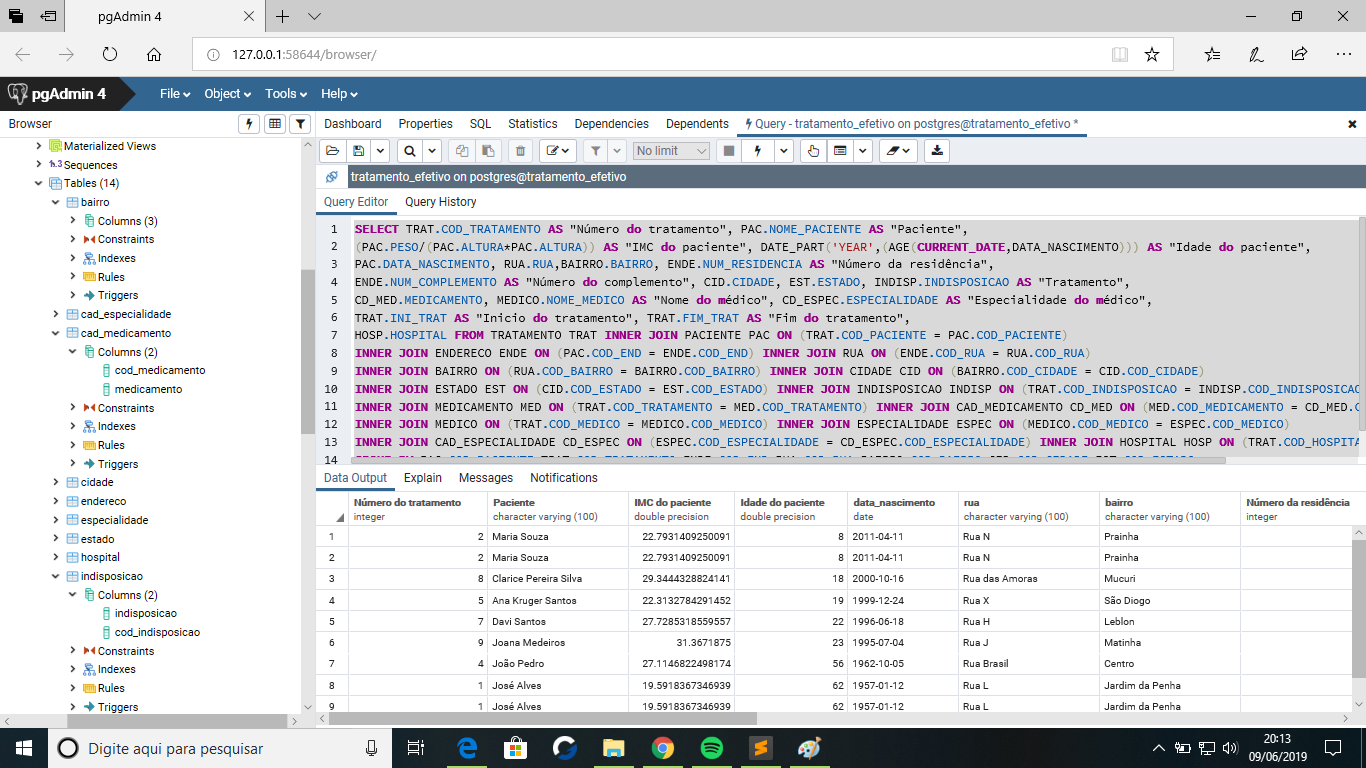 pgAdmin 4
127.0.0.1:58644/browser/
pgAdmin 4 File Object Tools Help
Browser
Dashboard Properties SQL Statistics Dependencies Dependents Query - tratamento_efetivo on postgres@tratamento_efetivo *
No limit
tratamento_efetivo on postgres@tratamento_efetivo
Query Editor Query History
Materialized Views
1.3 Sequences
Tables (14)
bairro
Columns (3)
Constraints
Indexes
Rules
Triggers
cad_especialidade
cad_medicamento
Columns (2)
cod_medicamento
medicamento
Constraints
Indexes
Rules
Triggers
cidade
endereco
especialidade
estado
hospital
indisposicao
Columns (2)
indisposicao
cod_indisposicao
Constraints
Indexes
Rules
Triggers
1 SELECT TRAT.COD_TRATAMENTO AS "Número do tratamento", PAC.NOME_PACIENTE AS "Paciente",
2 (PAC.PESO/(PAC.ALTURA*PAC.ALTURA)) AS "IMC do paciente", DATE_PART('YEAR',(AGE(CURRENT_DATE,DATA_NASCIMENTO))) AS "Idade do paciente",
3 PAC.DATA_NASCIMENTO, RUA.RUA,BAIRRO.BAIRRO, ENDE.NUM_RESIDENCIA AS "Número da residência",
4 ENDE.NUM_COMPLEMENTO AS "Número do complemento", CID.CIDADE, EST.ESTADO, INDISP.INDISPOSICAO AS "Tratamento",
5 CD_MED.MEDICAMENTO, MEDICO.NOME_MEDICO AS "Nome do médico", CD_ESPEC.ESPECIALIDADE AS "Especialidade do médico",
6 TRAT.INI_TRAT AS "Inicio do tratamento", TRAT.FIM_TRAT AS "Fim do tratamento",
7 HOSP.HOSPITAL FROM TRATAMENTO TRAT INNER JOIN PACIENTE PAC ON (TRAT.COD_PACIENTE = PAC.COD_PACIENTE)
8 INNER JOIN ENDERECO ENDE ON (PAC.COD_END = ENDE.COD_END) INNER JOIN RUA ON (ENDE.COD_RUA = RUA.COD_RUA)
9 INNER JOIN BAIRRO ON (RUA.COD_BAIRRO = BAIRRO.COD_BAIRRO) INNER JOIN CIDADE CID ON (BAIRRO.COD_CIDADE = CID.COD_CIDADE)
10 INNER JOIN ESTADO EST ON (CID.COD_ESTADO = EST.COD_ESTADO) INNER JOIN INDISPOSICAO INDISP ON (TRAT.COD_INDISPOSICAO = INDISP.COD_INDISPOSICAO
11 INNER JOIN MEDICAMENTO MED ON (TRAT.COD_TRATAMENTO = MED.COD_TRATAMENTO) INNER JOIN CAD_MEDICAMENTO CD_MED ON (MED.COD_MEDICAMENTO = CD_MED.C
12 INNER JOIN MEDICO ON (TRAT.COD_MEDICO = MEDICO.COD_MEDICO) INNER JOIN ESPECIALIDADE ESPEC ON (MEDICO.COD_MEDICO = ESPEC.COD_MEDICO)
13 INNER JOIN CAD_ESPECIALIDADE CD_ESPEC ON (ESPEC.COD_ESPECIALIDADE = CD_ESPEC.COD_ESPECIALIDADE) INNER JOIN HOSPITAL HOSP ON (TRAT.COD_HOSPITA
14
Data Output Explain Messages Notifications
Número do tratamento Paciente IMC do paciente Idade do paciente data_nascimento rua bairro Número da residência
integer character varying (100) double precision double precision date character varying (100) character varying (100) integer
1 2 Maria Souza 22.7931409250091 8 2011-04-11 Rua N Prainha
2 2 Maria Souza 22.7931409250091 8 2011-04-11 Rua N Prainha
3 8 Clarice Pereira Silva 29.3444328824141 18 2000-10-16 Rua das Amoras Mucuri
4 5 Ana Kruger Santos 22.3132784291452 19 1999-12-24 Rua X São Diogo
5 7 Davi Santos 27.7285318559557 22 1996-06-18 Rua H Leblon
6 9 Joana Medeiros 31.3671875 23 1995-07-04 Rua J Matinha
7 4 João Pedro 27.1146822498174 56 1962-10-05 Rua Brasil Centro
8 1 José Alves 19.5918367346939 62 1957-01-12 Rua L Jardim da Penha
9 1 José Alves 19.5918367346939 62 1957-01-12 Rua L Jardim da Penha
Digite aqui para pesquisar
20:13
09/06/2019